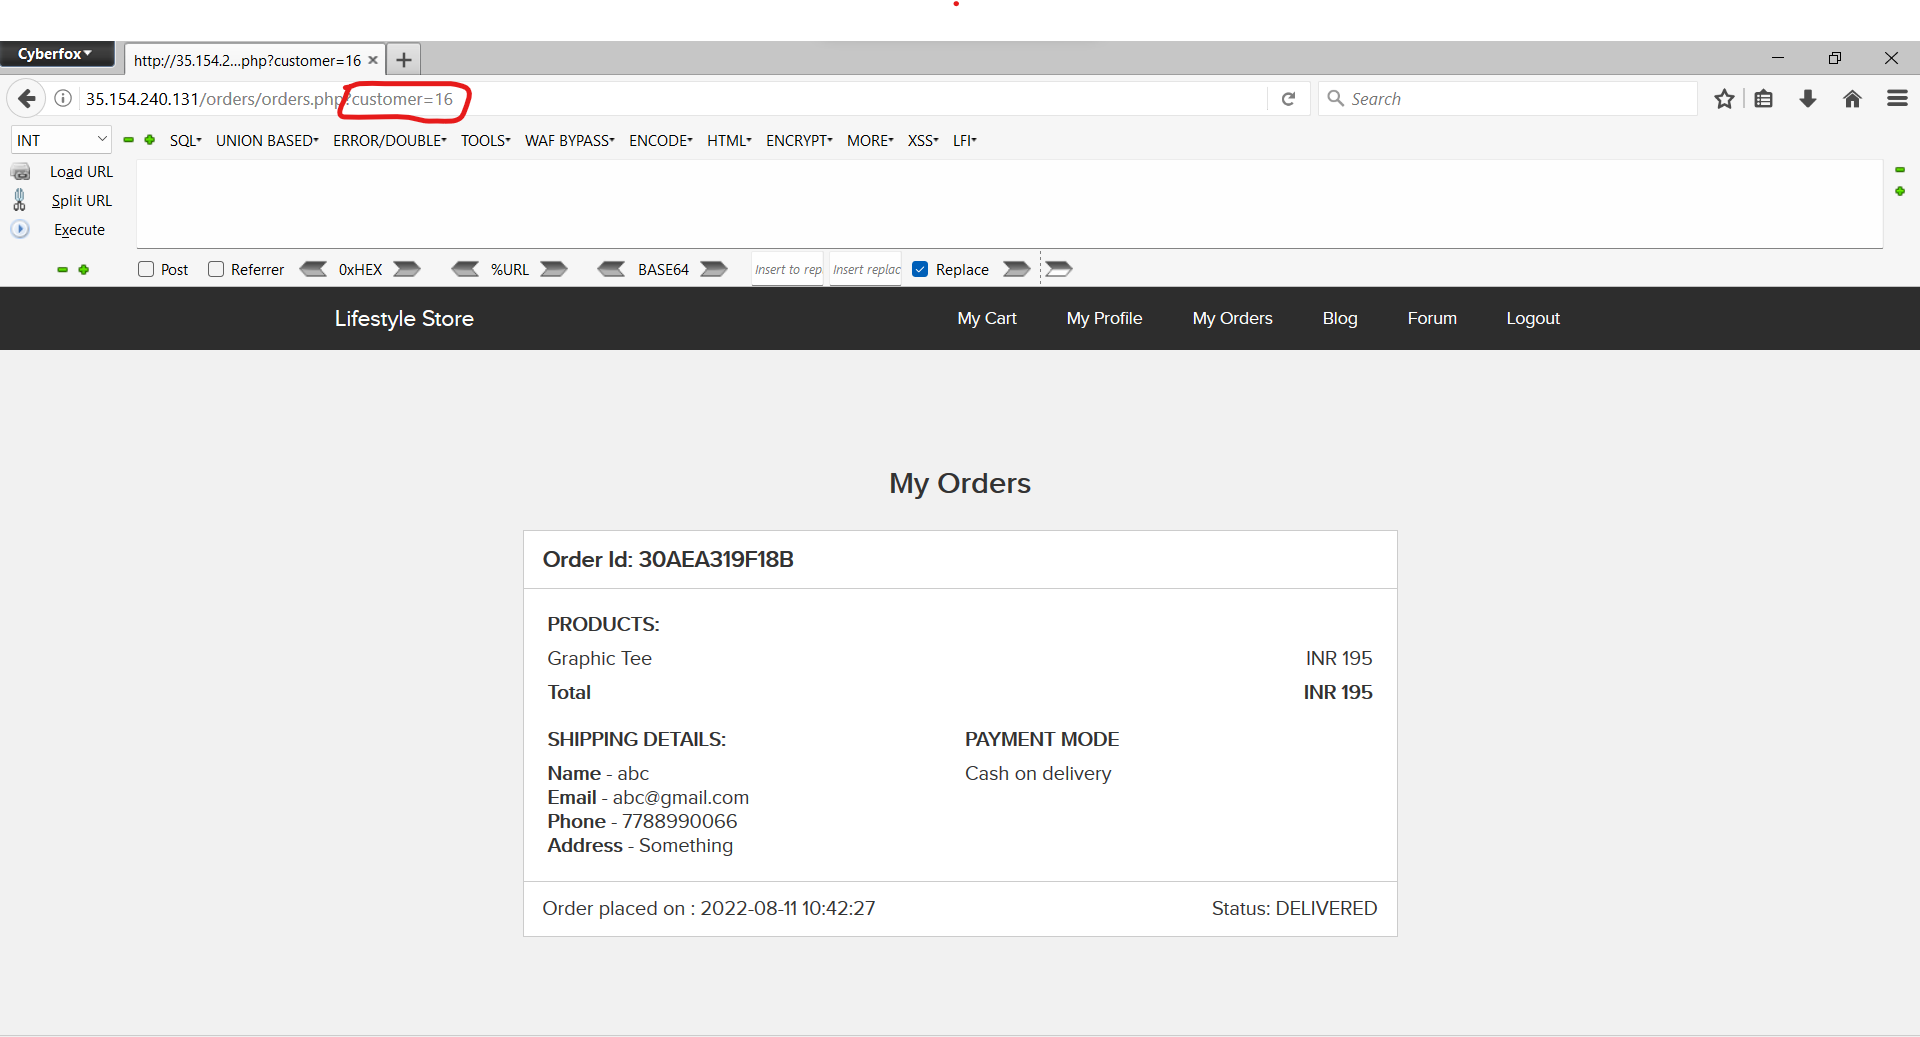 Cyberfox
http://35.154.2...php?customer=16
35.154.240.131/orders/orders.php?customer=16
Search
INT
SQL UNION BASED ERROR/DOUBLE TOOLS WAF BYPASS ENCODE HTML ENCRYPT MORE XSS LFI
Load URL
Split URL
Execute
Post Referrer 0xHEX %URL BASE64 Insert to rep Insert replac Replace
Lifestyle Store My Cart My Profile My Orders Blog Forum Logout
My Orders
Order Id: 30AEA319F18B
PRODUCTS:
Graphic Tee INR 195
Total INR 195
SHIPPING DETAILS:
Name - abc
Email - abc@gmail.com
Phone - 7788990066
Address - Something
PAYMENT MODE
Cash on delivery
Order placed on : 2022-08-11 10:42:27 Status: DELIVERED